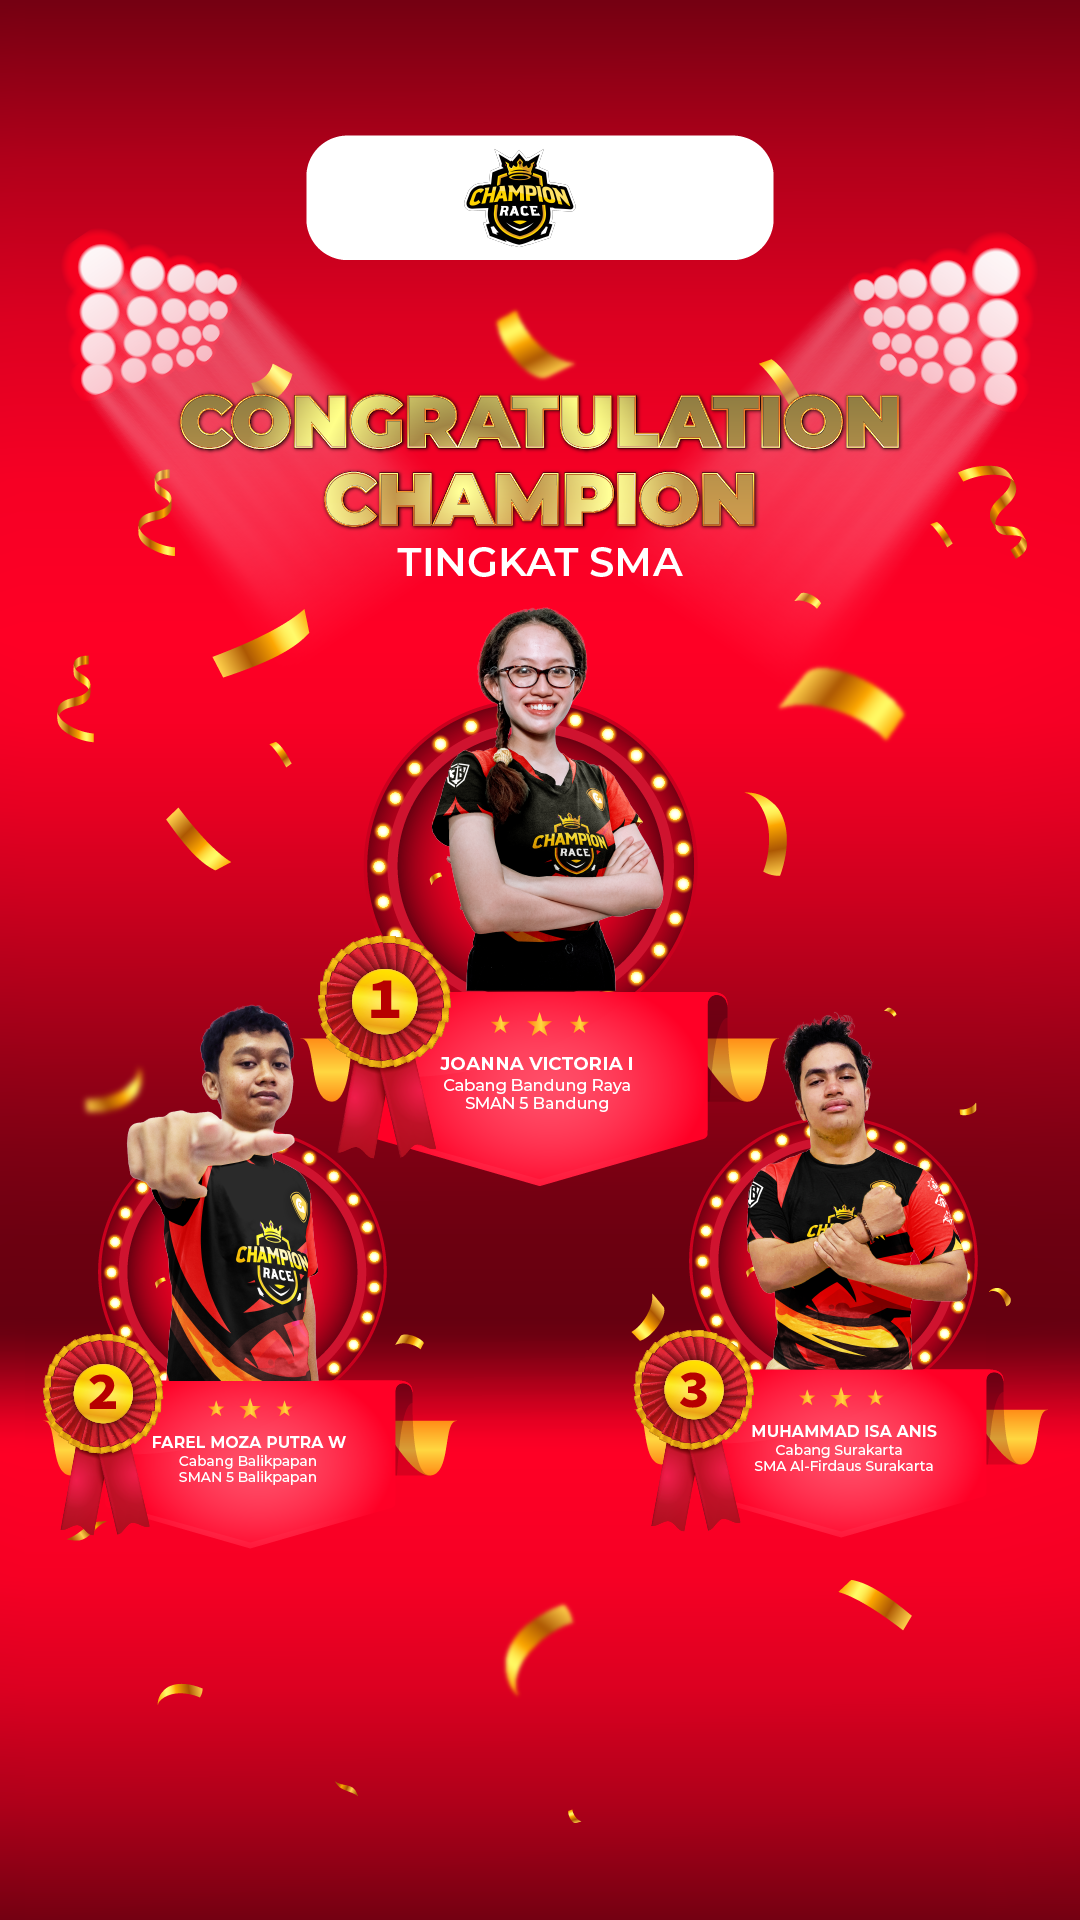 CHAMPION
RACE
CONGRATULATION
CHAMPION
TINGKAT SMA
CHAMPION
RACE
1
JOANNA VICTORIA I
Cabang Bandung Raya
SMAN 5 Bandung
CHAMPION
RACE
2
FAREL MOZA PUTRA W
Cabang Balikpapan
SMAN 5 Balikpapan
3
MUHAMMAD ISA ANIS
Cabang Surakarta
SMA Al-Firdaus Surakarta